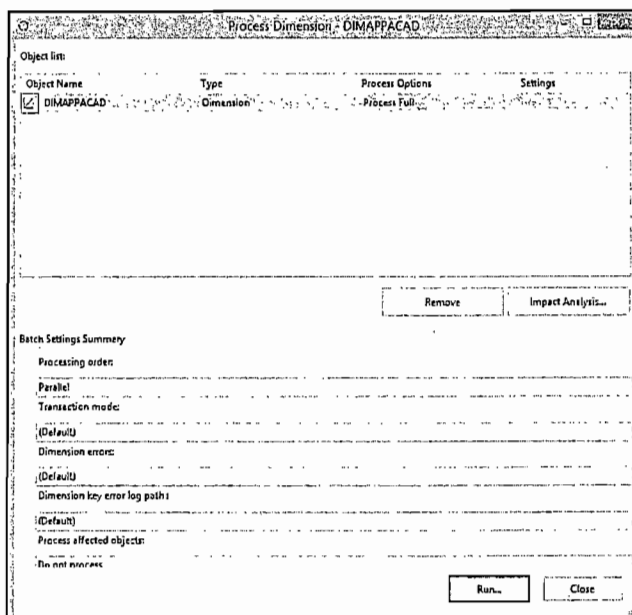 Process Dimension - DIMAPPACAD
Object list:
Object Name Type Process Options Settings
DIMAPPACAD Dimension Process Full
Remove Impact Analysis...
Batch Settings Summary
Processing order:
Parallel
Transaction mode:
(Default)
Dimension errors:
(Default)
Dimension key error log path :
(Default)
Process affected objects:
Do not process
Run... Close